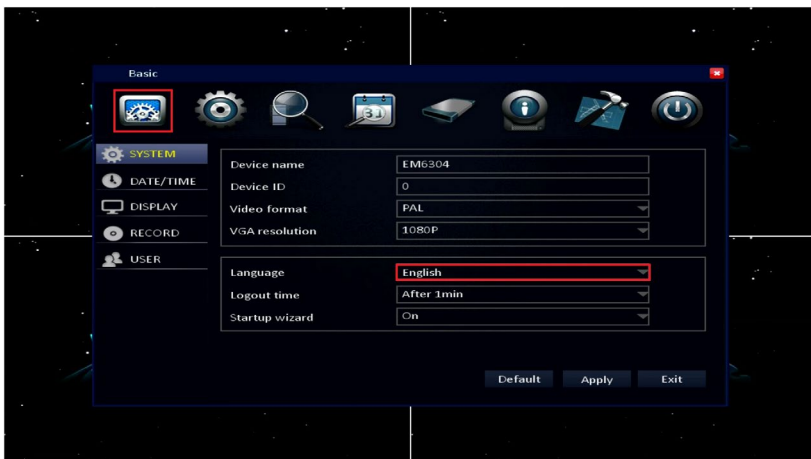 Basic
31
SYSTEM
DATE/TIME
DISPLAY
RECORD
USER
Device name EM6304
Device ID 0
Video format PAL
VGA resolution 1080P
Language English
Logout time After 1min
Startup wizard On
Default Apply Exit